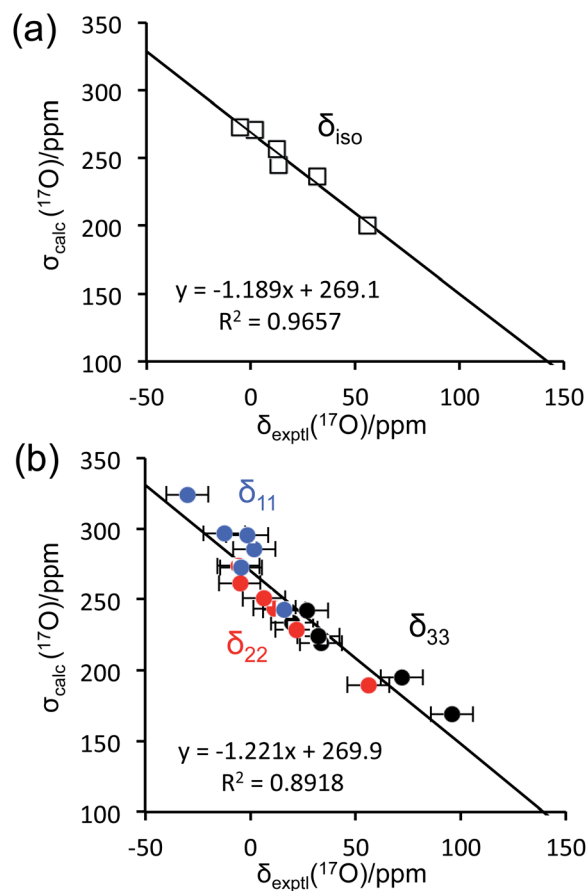 (a)
350
300
250
200
150
100
-50
0
50
100
150
σcalc(¹⁷O)/ppm
δiso
y = -1.189x + 269.1
R² = 0.9657
δexptl(¹⁷O)/ppm
(b)
350
300
250
200
150
100
-50
0
50
100
150
σcalc(¹⁷O)/ppm
δ11
δ22
δ33
y = -1.221x + 269.9
R² = 0.8918
δexptl(¹⁷O)/ppm